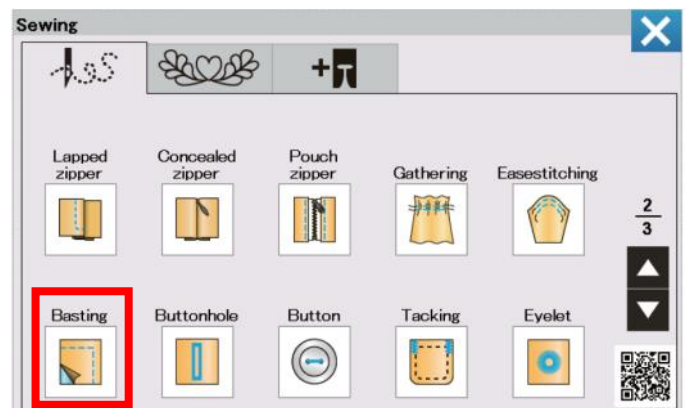 Sewing
Lapped
zipper
Concealed
zipper
Pouch
zipper
Gathering
Easestitching
2
3
Basting
Buttonhole
Button
Tacking
Eyelet